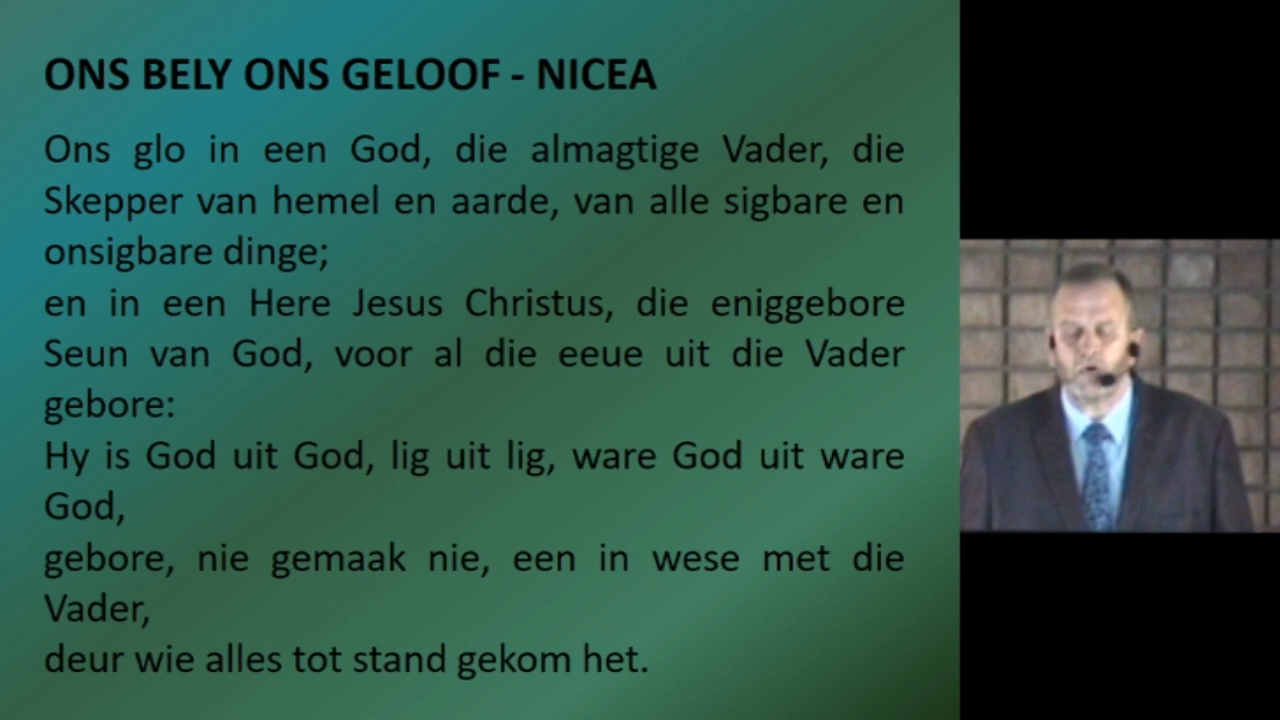 ONS BELY ONS GELOOF - NICEA
Ons glo in een God, die almagtige Vader, die
Skepper van hemel en aarde, van alle sigbare en
onsigbare dinge;
en in een Here Jesus Christus, die eniggebore
Seun van God, voor al die eeue uit die Vader
gebore:
Hy is God uit God, lig uit lig, ware God uit ware
God,
gebore, nie gemaak nie, een in wese met die
Vader,
deur wie alles tot stand gekom het.